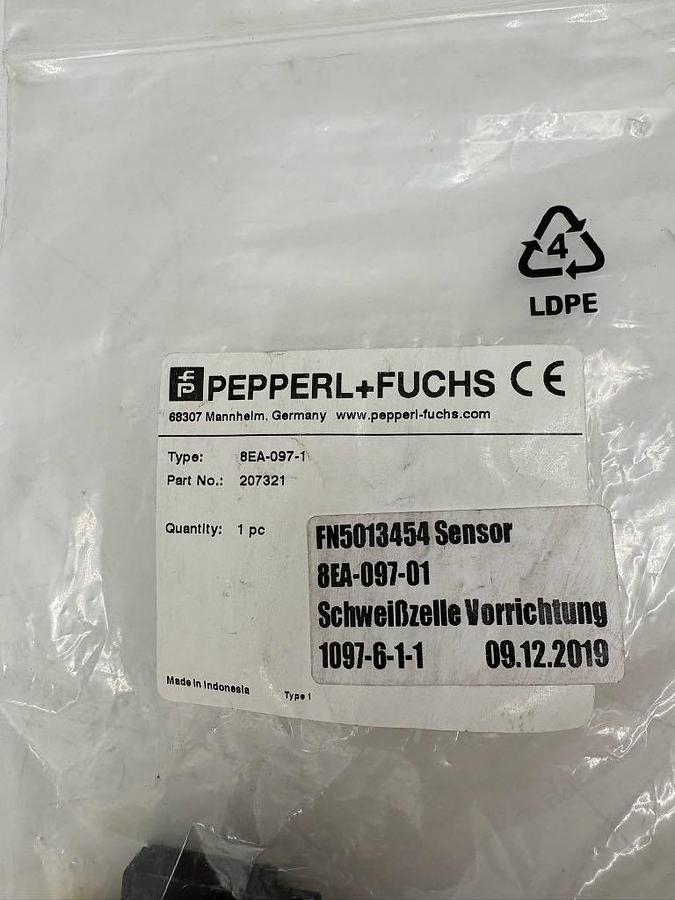 4
LDPE
PEPPERL+FUCHS CE
68307 Mannheim, Germany www.pepperl-fuchs.com
Type: 8EA-097-1
Part No.: 207321
Quantity: 1 pc
FN5013454 Sensor
8EA-097-01
Schweißzelle Vorrichtung
1097-6-1-1 09.12.2019
Made in Indonesia Type 1